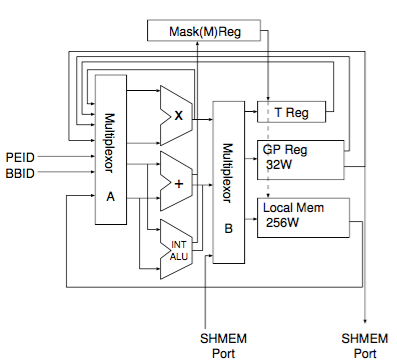 Mask(M)Reg
Multiplexor
A
X
+
INT
ALU
Multiplexor
B
T Reg
GP Reg
32W
Local Mem
256W
PEID
BBID
SHMEM
Port
SHMEM
Port